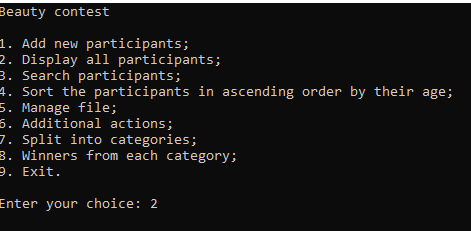 Beauty contest
1. Add new participants;
2. Display all participants;
3. Search participants;
4. Sort the participants in ascending order by their age;
5. Manage file;
6. Additional actions;
7. Split into categories;
8. Winners from each category;
9. Exit.
Enter your choice: 2